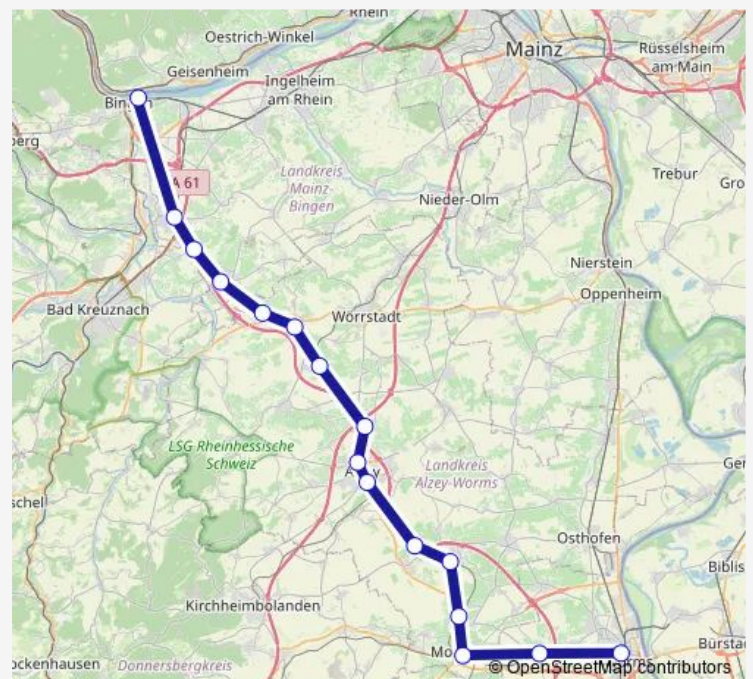 Rhein
Oestrich-Winkel
Mainz
Rüsselsheim
am Main
Geisenheim
Ingelheim
am Rhein
A 61
Landkreis
Mainz-
Bingen
Trebur
Nieder-Olm
Nierstein
Oppenheim
Bad Kreuznach
Wörrstadt
LSG Rheinhessische
Schweiz
Landkreis
Alzey-Worms
Osthofen
Biblis
Kirchheimbolanden
Donnersbergkreis
© OpenStreetMap contributors